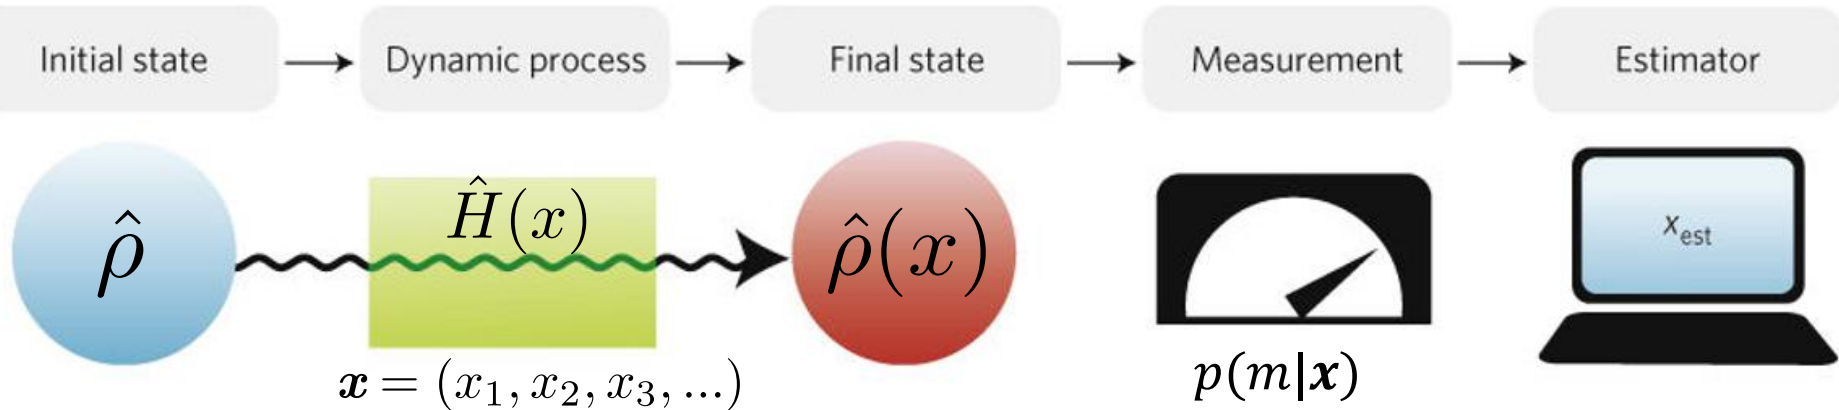 Initial state
Dynamic process
Final state
Measurement
Estimator
ρ̂
Ĥ(x)
ρ̂(x)
x_est
x = (x₁, x₂, x₃, ...)
p(m|x)